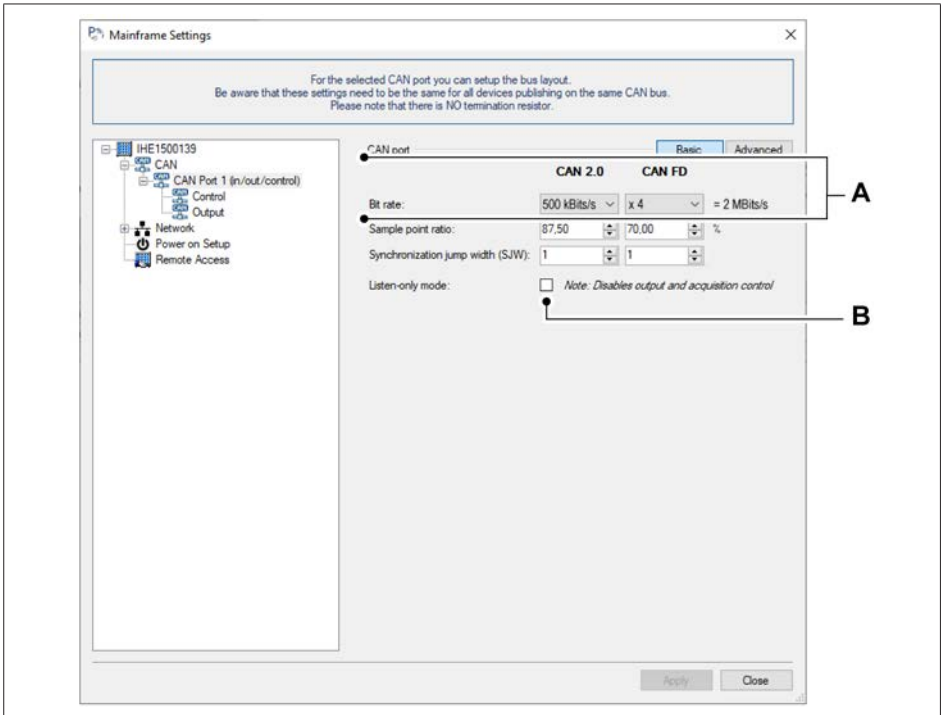 Mainframe Settings
For the selected CAN port you can setup the bus layout.
Be aware that these settings need to be the same for all devices publishing on the same CAN bus.
Please note that there is NO termination resistor.
IHE1500139
CAN
CAN Port 1 (in/out/control)
Control
Output
Network
Power on Setup
Remote Access
CAN port
Basic
Advanced
CAN 2.0 CAN FD
Bit rate: 500 kBits/s x 4 = 2 MBits/s
Sample point ratio: 87,50 70,00 %
Synchronization jump width (SJW): 1 1
Listen-only mode: Note: Disables output and acquisition control
A
B
Apply Close